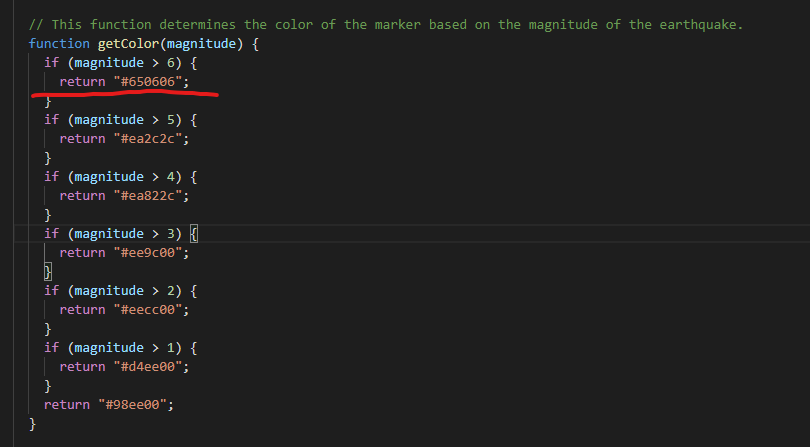 // This function determines the color of the marker based on the magnitude of the earthquake.
function getColor(magnitude) {
if (magnitude > 6) {
return "#650606";
}
if (magnitude > 5) {
return "#ea2c2c";
}
if (magnitude > 4) {
return "#ea822c";
}
if (magnitude > 3) {
return "#ee9c00";
}
if (magnitude > 2) {
return "#eecc00";
}
if (magnitude > 1) {
return "#d4ee00";
}
return "#98ee00";
}